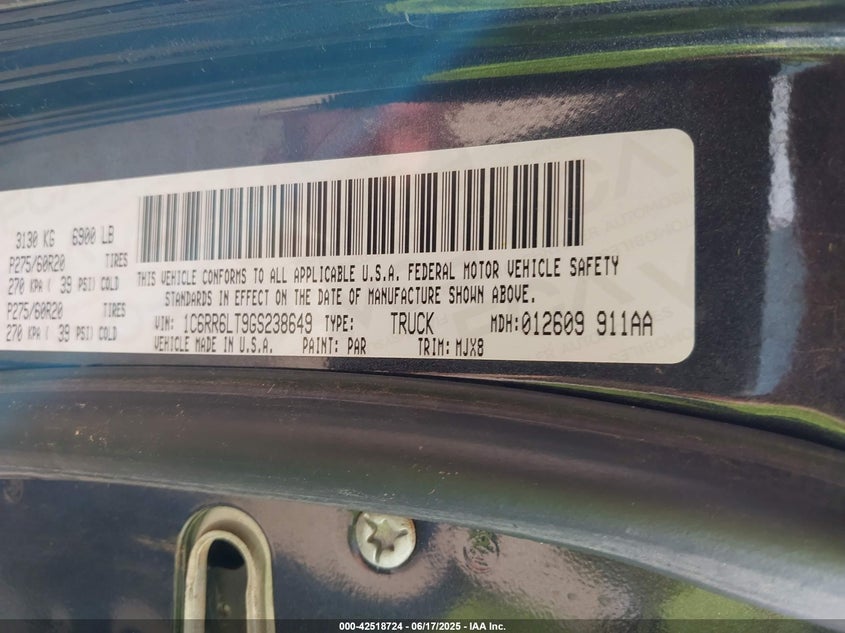 3130 KG 6900 LB
P275/60R20 TIRES
270 KPA ( 39 PSI) COLD
P275/60R20 TIRES
270 KPA ( 39 PSI) COLD
THIS VEHICLE CONFORMS TO ALL APPLICABLE U.S.A. FEDERAL MOTOR VEHICLE SAFETY
STANDARDS IN EFFECT ON THE DATE OF MANUFACTURE SHOWN ABOVE.
VIN: 1C6RR6LT9GS238649 TYPE: TRUCK MDH:012609 911AA
VEHICLE MADE IN U.S.A. PAINT: PAR TRIM: MJX8
000-42518724 - 06/17/2025 - IAA Inc.